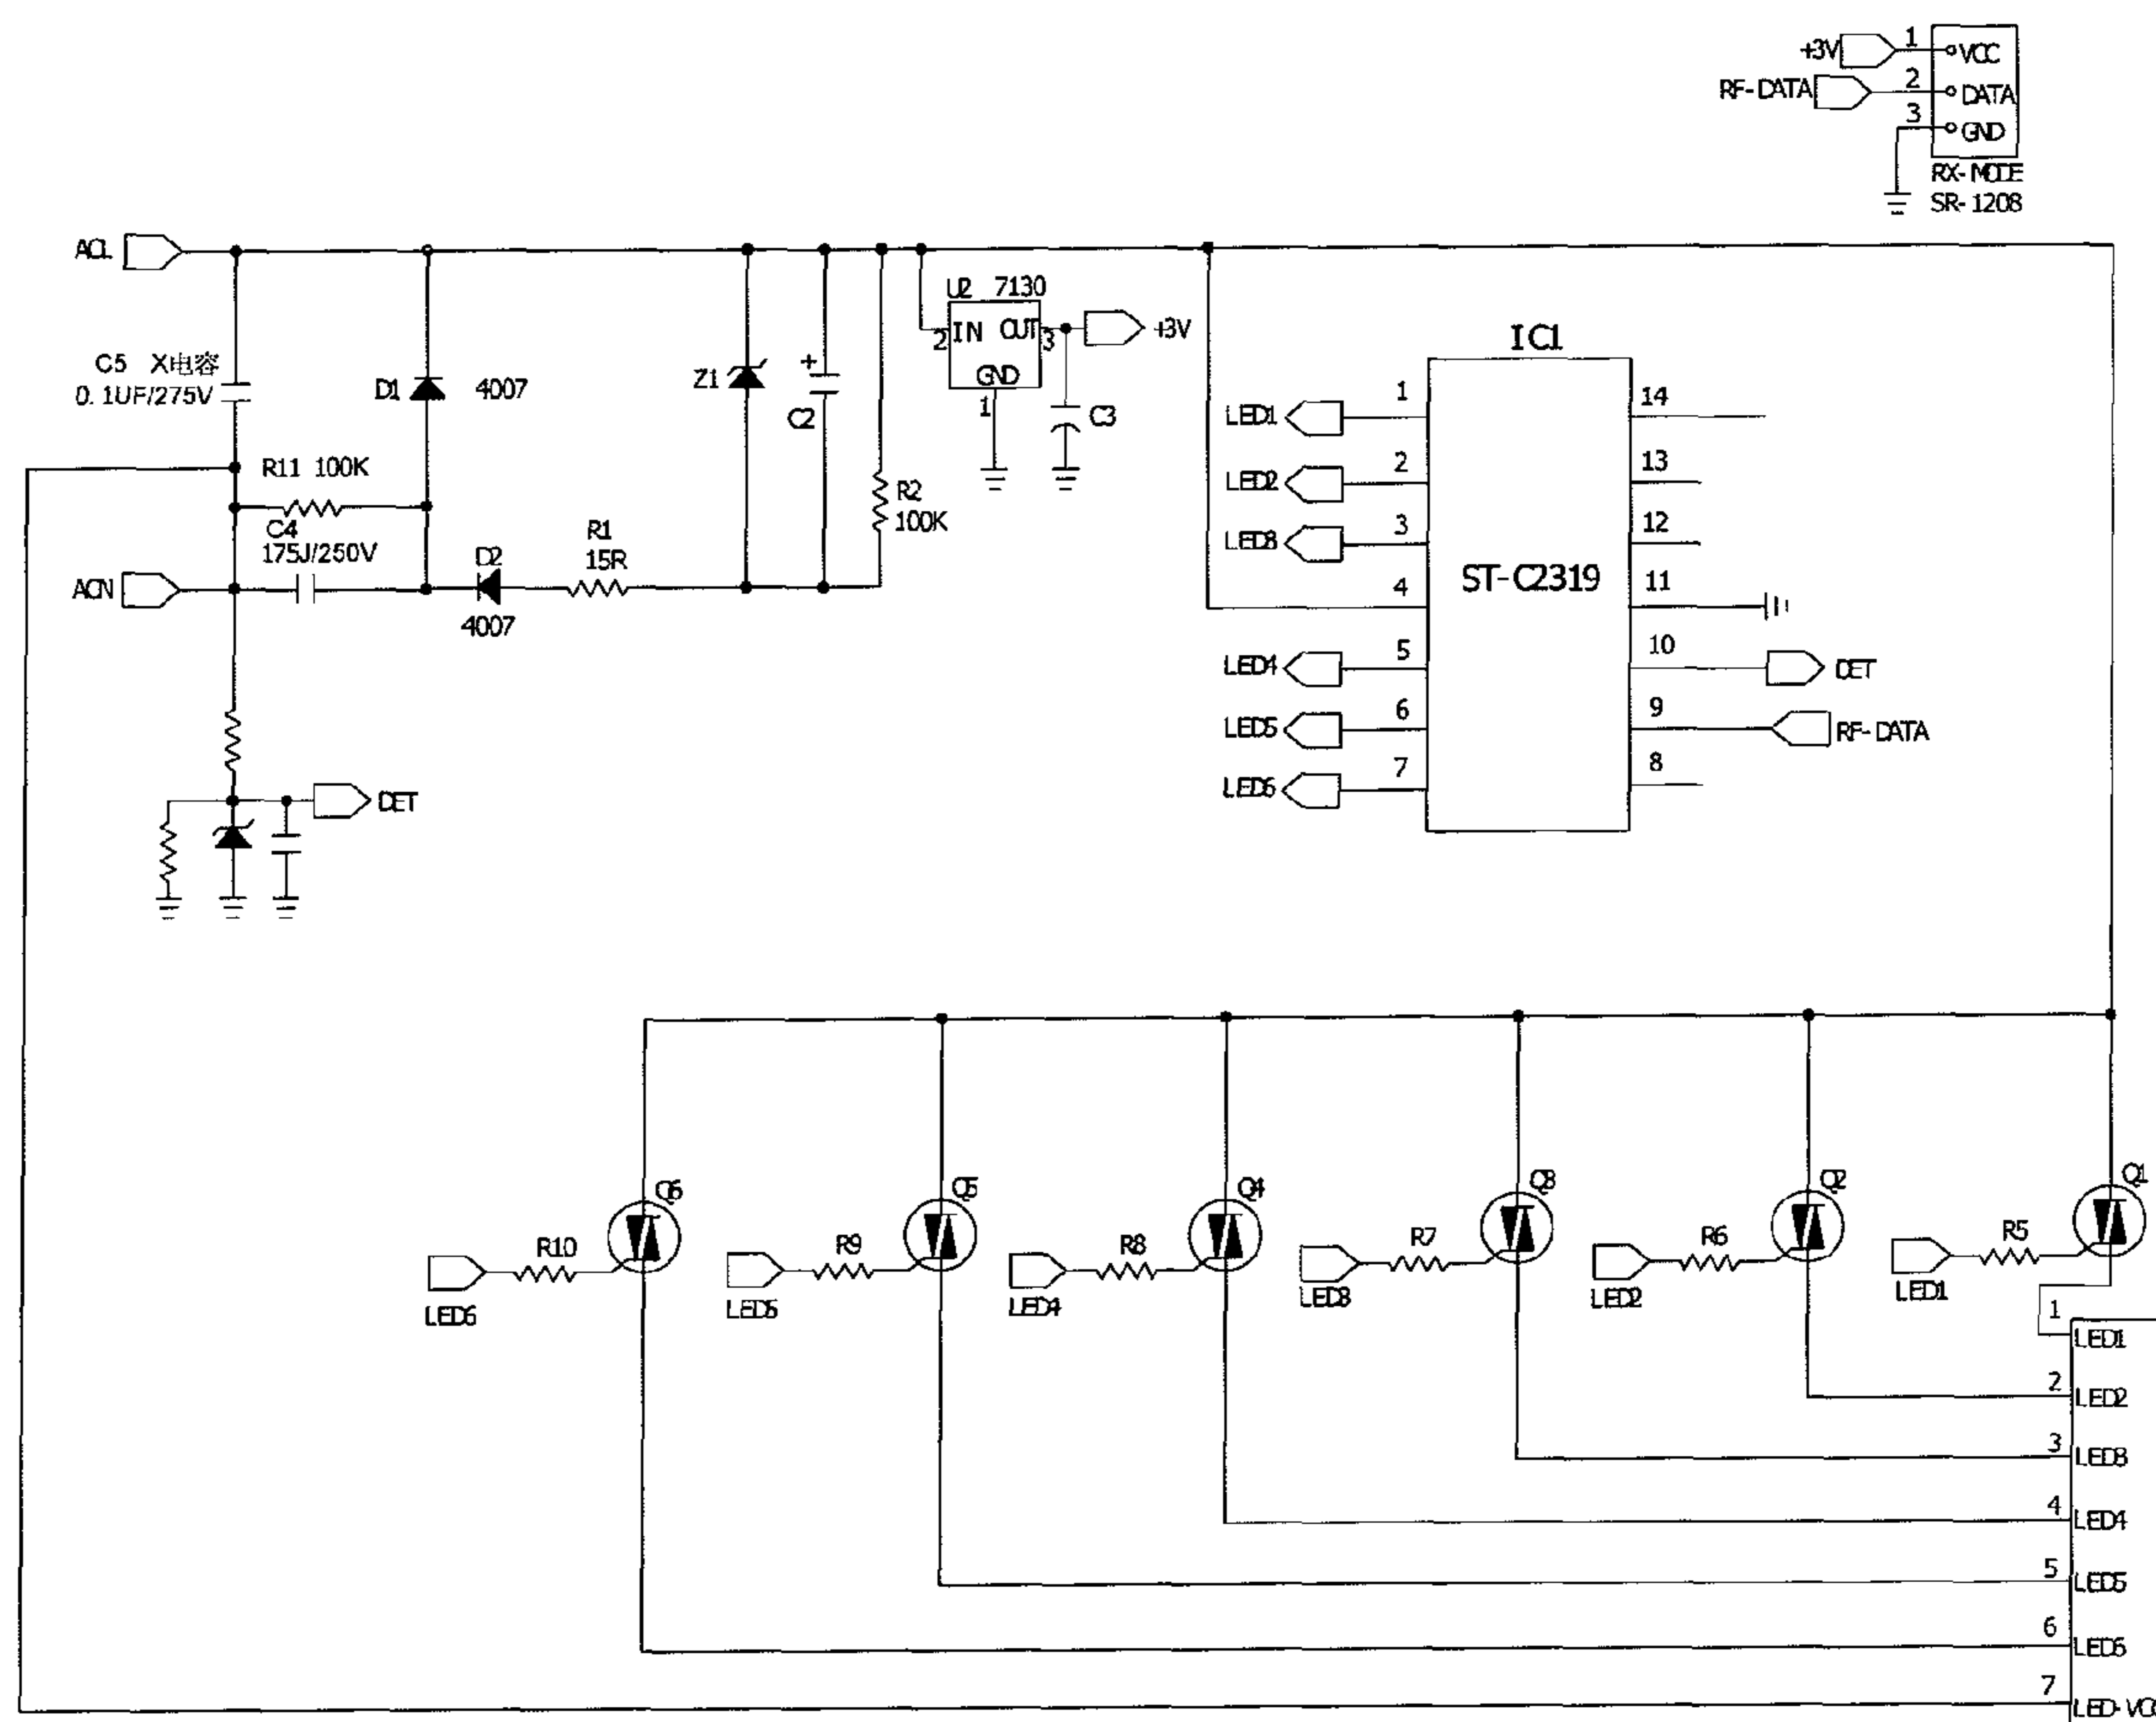 +3V
1
VCC
RF-DATA
2
DATA
3
GND
RX-MODE
SR-1208
ACL
U2 7130
IN OUT
2
3
+3V
GND
1
C3
C5 X电容
0.1UF/275V
D1
4007
Z1
+
C2
R2
100K
R11 100K
C4
175J/250V
D2
4007
R1
15R
ACN
DET
IC1
ST-C2319
LED1
1
14
LED2
2
13
LED3
3
12
4
11
LED4
5
10
DET
LED5
6
9
RF-DATA
LED6
7
8
Q6
Q5
Q4
Q3
Q2
Q1
R10
R9
R8
R7
R6
R5
LED6
LED5
LED4
LED3
LED2
LED1
1
LED1
2
LED2
3
LED3
4
LED4
5
LED5
6
LED6
7